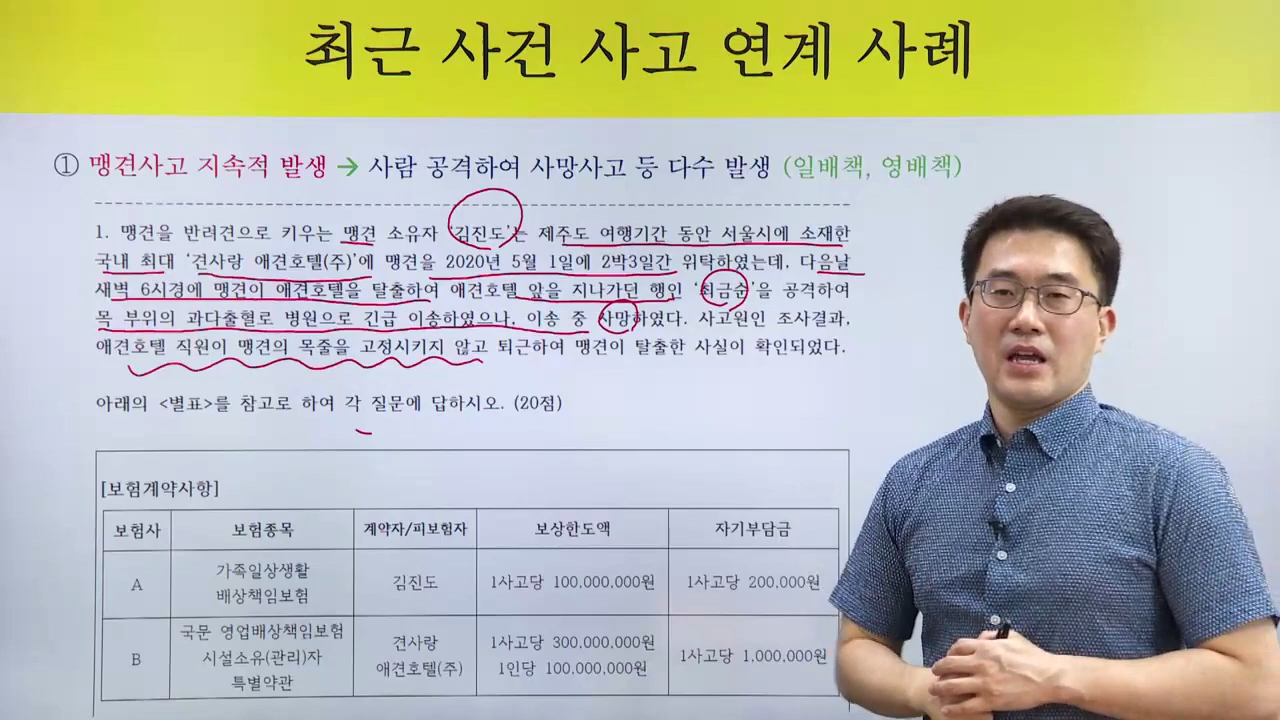 최근 사건 사고 연계 사례
① 맹견사고 지속적 발생 → 사람 공격하여 사망사고 등 다수 발생 (일배책, 영배책)
1. 맹견을 반려견으로 키우는 맹견 소유자 '김진도'는 제주도 여행기간 동안 서울시에 소재한
국내 최대 '견사랑 애견호텔(주)'에 맹견을 2020년 5월 1일에 2박3일간 위탁하였는데, 다음날
새벽 6시경에 맹견이 애견호텔을 탈출하여 애견호텔 앞을 지나가던 행인 '최금순'을 공격하여
목 부위의 과다출혈로 병원으로 긴급 이송하였으나, 이송 중 사망하였다. 사고원인 조사결과,
애견호텔 직원이 맹견의 목줄을 고정시키지 않고 퇴근하여 맹견이 탈출한 사실이 확인되었다.
아래의 <별표>를 참고로 하여 각 질문에 답하시오. (20점)
[보험계약사항]
보험사 보험종목 계약자/피보험자 보상한도액 자기부담금
A 가족일상생활 배상책임보험 김진도 1사고당 100,000,000원 1사고당 200,000원
B 국문 영업배상책임보험 시설소유(관리)자 특별약관 견사랑 애견호텔(주) 1사고당 300,000,000원 1인당 100,000,000원 1사고당 1,000,000원